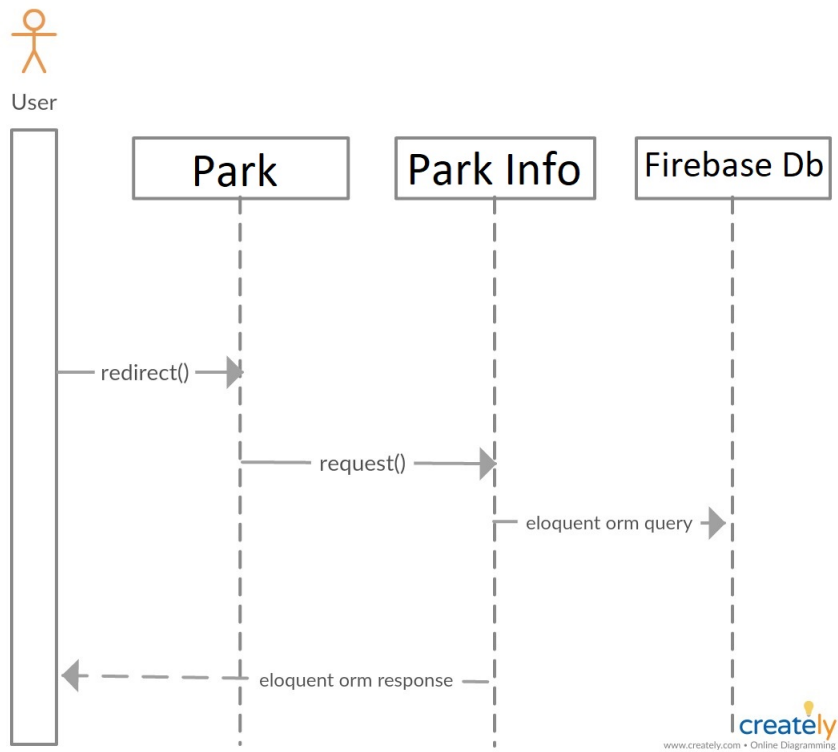 User
Park
Park Info
Firebase Db
redirect()
request()
eloquent orm query
eloquent orm response
creately
www.creately.com • Online Diagramming